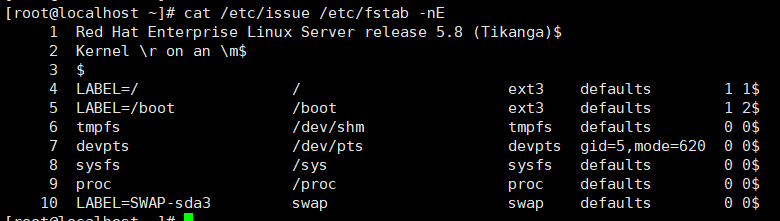 [root@localhost ~]# cat /etc/issue /etc/fstab -nE
     1  Red Hat Enterprise Linux Server release 5.8 (Tikanga)$
     2  Kernel \r on an \m$
     3  $
     4  LABEL=/                 /                       ext3    defaults        1 1$
     5  LABEL=/boot             /boot                   ext3    defaults        1 2$
     6  tmpfs                   /dev/shm                tmpfs   defaults        0 0$
     7  devpts                  /dev/pts                devpts  gid=5,mode=620  0 0$
     8  sysfs                   /sys                    sysfs   defaults        0 0$
     9  proc                    /proc                   proc    defaults        0 0$
    10  LABEL=SWAP-sda3         swap                    swap    defaults        0 0$
[root@localhost ~]#